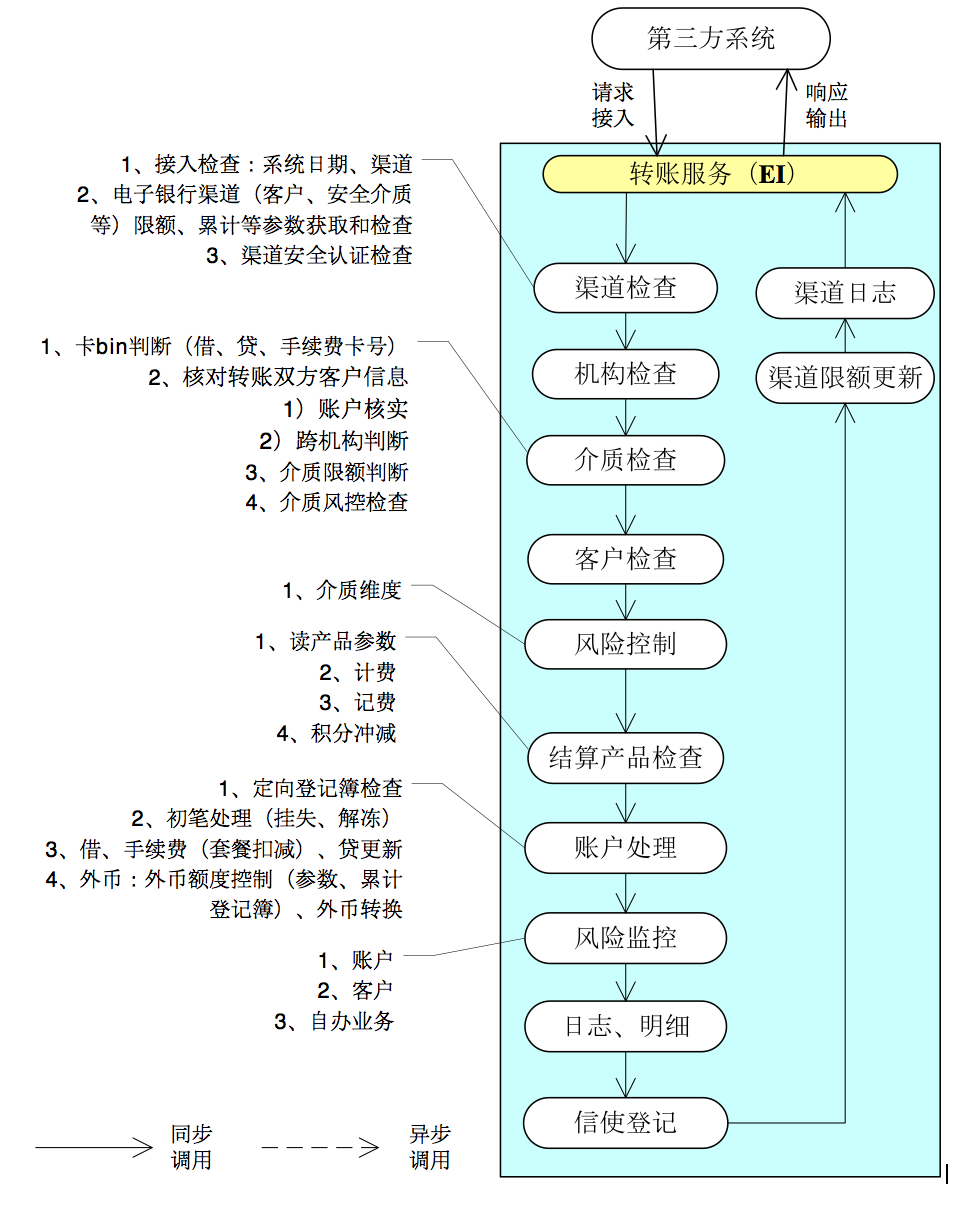 第三方系统
请求
接入
响应
输出
转账服务（EI）
1、接入检查：系统日期、渠道
2、电子银行渠道（客户、安全介质
等）限额、累计等参数获取和检查
3、渠道安全认证检查
渠道检查
渠道日志
机构检查
渠道限额更新
1、卡bin判断（借、贷、手续费卡号）
2、核对转账双方客户信息
1）账户核实
2）跨机构判断
3、介质限额判断
4、介质风控检查
介质检查
客户检查
1、介质维度
风险控制
1、读产品参数
2、计费
3、记费
4、积分冲减
结算产品检查
1、定向登记簿检查
2、初笔处理（挂失、解冻）
3、借、手续费（套餐扣减）、贷更新
4、外币：外币额度控制（参数、累计
登记簿）、外币转换
账户处理
风险监控
1、账户
2、客户
3、自办业务
日志、明细
信使登记
同步
调用
异步
调用